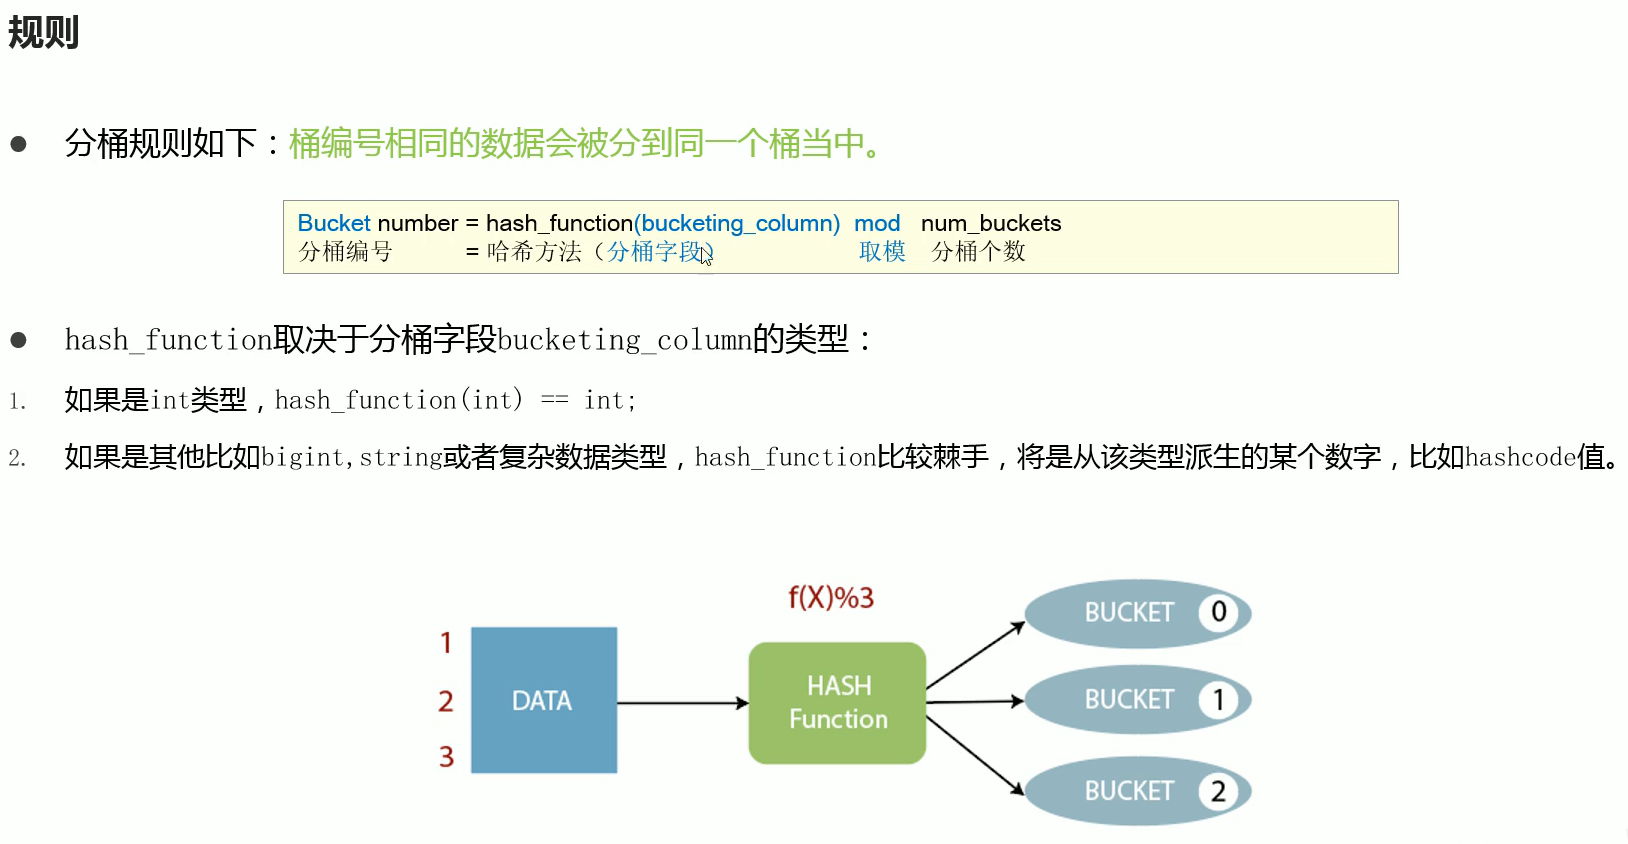 规则
● 分桶规则如下：桶编号相同的数据会被分到同一个桶当中。
Bucket number = hash_function(bucketing_column) mod num_buckets
分桶编号 = 哈希方法（分桶字段） 取模 分桶个数
● hash_function取决于分桶字段bucketing_column的类型：
1. 如果是int类型，hash_function(int) == int;
2. 如果是其他比如bigint,string或者复杂数据类型，hash_function比较棘手，将是从该类型派生的某个数字，比如hashcode值。
f(X)%3
1
2
3
DATA
HASH
Function
BUCKET 0
BUCKET 1
BUCKET 2